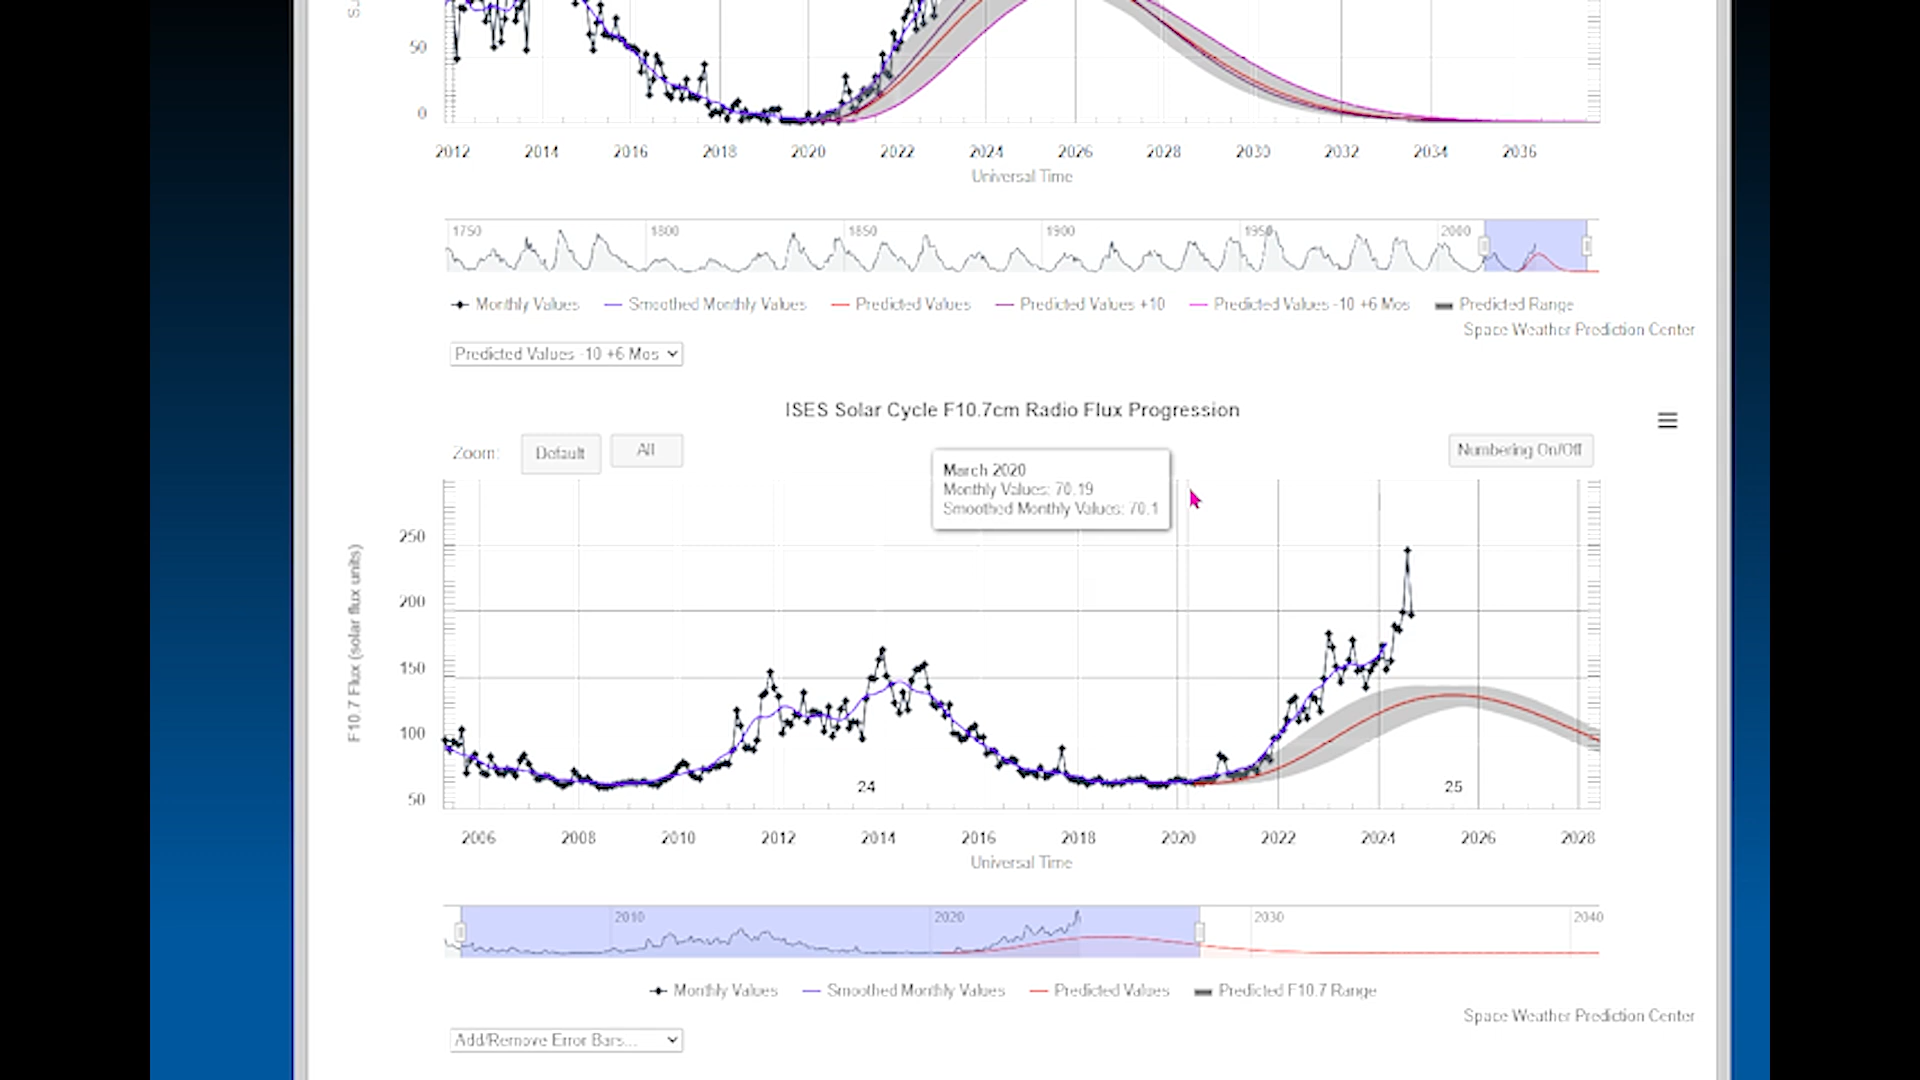 50
0
2012 2014 2016 2018 2020 2022 2024 2026 2028 2030 2032 2034 2036
Universal Time
1750 1800 1850 1900 1950 2000
Monthly Values Smoothed Monthly Values Predicted Values Predicted Values +10 Predicted Values -10 +6 Mos Predicted Range
Space Weather Prediction Center
Predicted Values -10 +6 Mos
ISES Solar Cycle F10.7cm Radio Flux Progression
Zoom: Default All Numbering On/Off
March 2020
Monthly Values: 70.19
Smoothed Monthly Values: 70.1
F10.7 Flux (solar flux units)
250
200
150
100
50
24 25
2006 2008 2010 2012 2014 2016 2018 2020 2022 2024 2026 2028
Universal Time
2010 2020 2030 2040
Monthly Values Smoothed Monthly Values Predicted Values Predicted F10.7 Range
Space Weather Prediction Center
Add/Remove Error Bars...